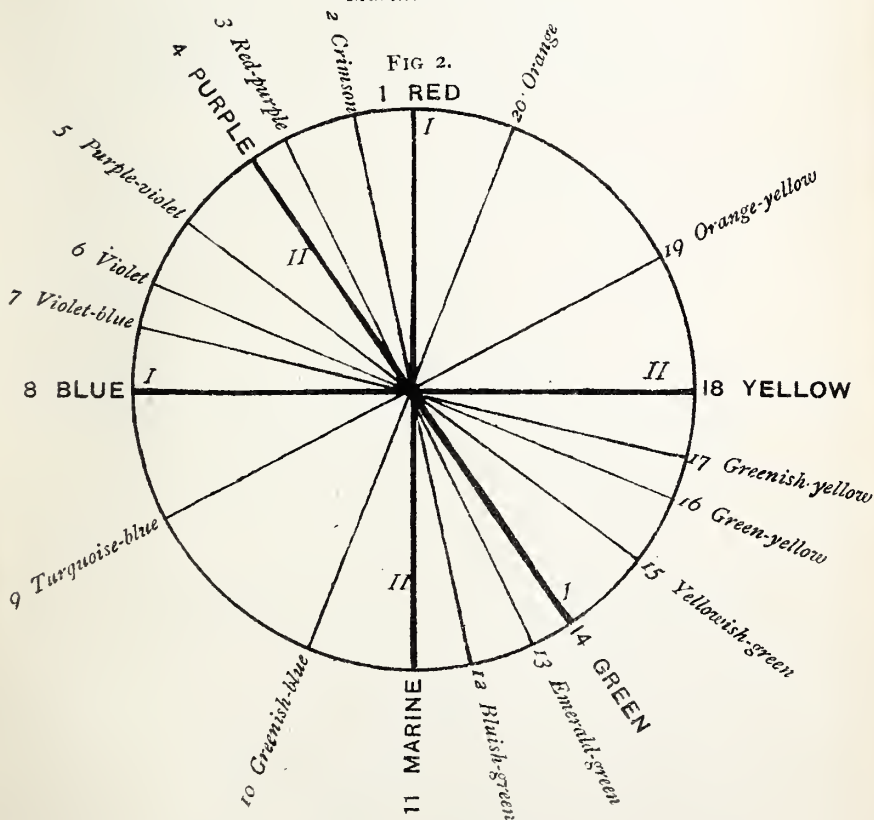 FIG 2.
1 RED
2 Crimson
3 Red-purple
4 PURPLE
5 Purple-violet
6 Violet
7 Violet-blue
8 BLUE
9 Turquoise-blue
10 Greenish-blue
11 MARINE
12 Bluish-green
13 Emerald-green
14 GREEN
15 Yellowish-green
16 Green-yellow
17 Greenish-yellow
18 YELLOW
19 Orange-yellow
20 Orange
I
II
I
II
II
I